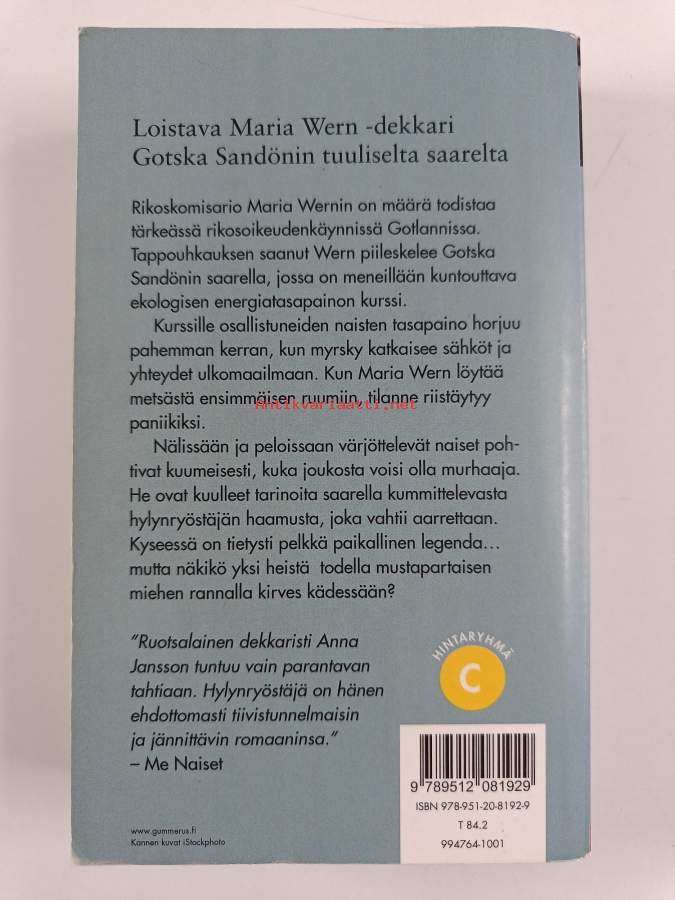 Loistava Maria Wern -dekkari
Gotska Sandönin tuuliselta saarelta
Rikoskomisario Maria Wernin on määrä todistaa
tärkeässä rikosoikeudenkäynnissä Gotlannissa.
Tappouhkauksen saanut Wern piileskelee Gotska
Sandönin saarella, jossa on meneillään kuntouttava
ekologisen energiatasapainon kurssi.
Kurssille osallistuneiden naisten tasapaino horjuu
pahemman kerran, kun myrsky katkaisee sähköt ja
yhteydet ulkomaailmaan. Kun Maria Wern löytää
metsästä ensimmäisen ruumiin, tilanne riistäytyy
Antikvariaatti.net
paniikiksi.
Nälissään ja peloissaan värjöttelevät naiset poh-
tivat kuumeisesti, kuka joukosta voisi olla murhaaja.
He ovat kuulleet tarinoita saarella kummittelevasta
hylynryöstäjän haamusta, joka vahtii aarrettaan.
Kyseessä on tietysti pelkkä paikallinen legenda...
mutta näkikö yksi heistä todella mustapartaisen
miehen rannalla kirves kädessään?
"Ruotsalainen dekkaristi Anna
Jansson tuntuu vain parantavan
tahtiaan. Hylynryöstäjä on hänen
ehdottomasti tiivistunnelmaisin
ja jännittävin romaaninsa."
– Me Naiset
HINTARYHMÄ
C
9 789512 081929
ISBN 978-951-20-8192-9
T 84.2
994764-1001
www.gummerus.fi
Kannen kuvat iStockphoto